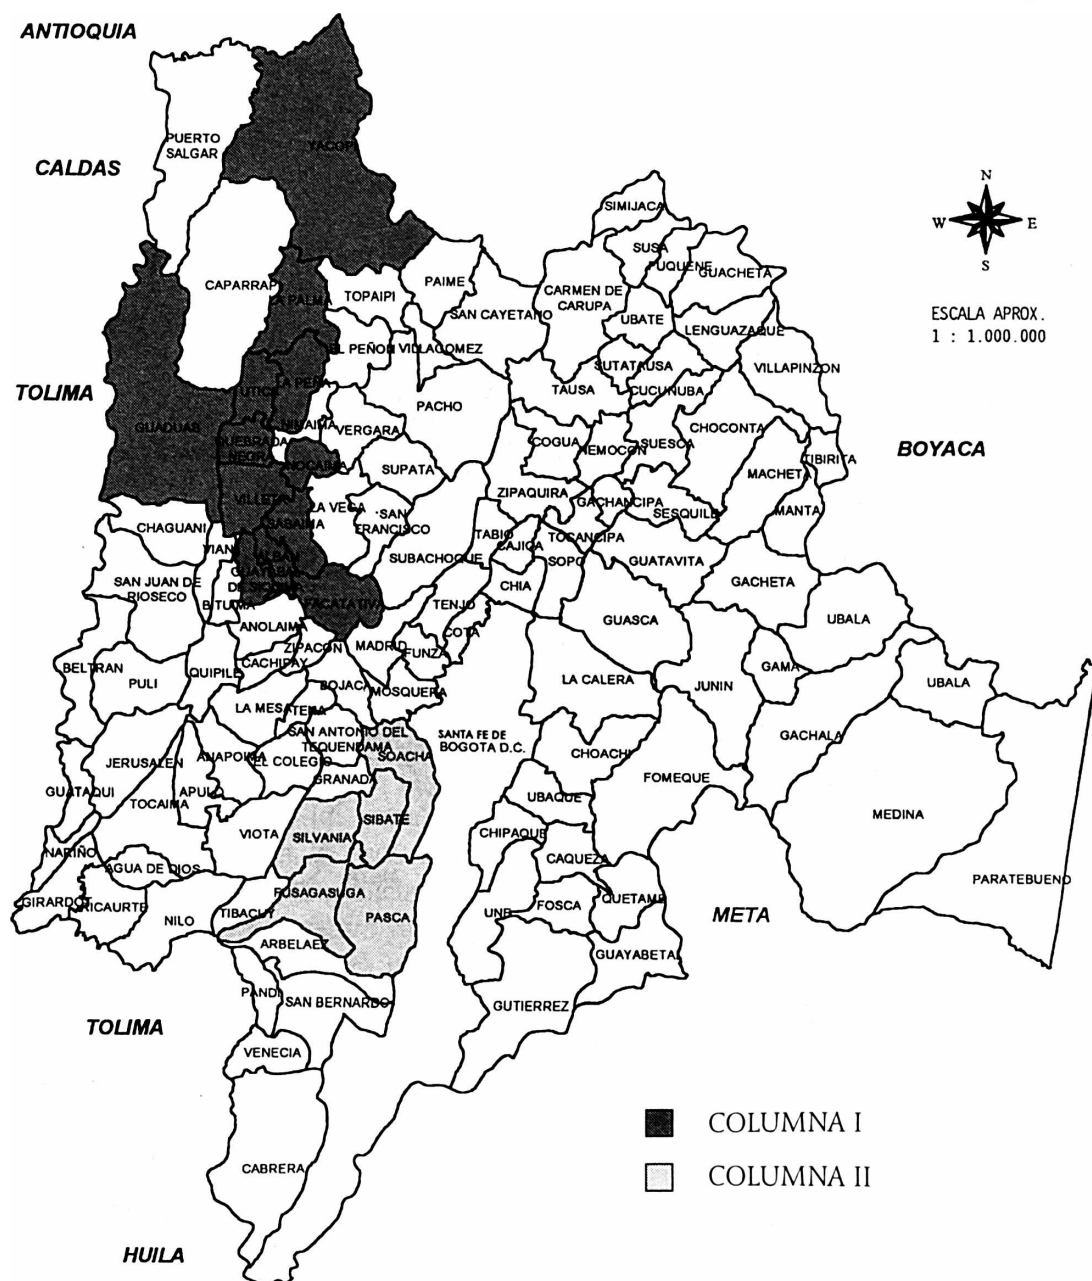 ANTIOQUIA
PUERTO
SALGAR
YACOPI
CALDAS
N
W E
S
SIMIJACA
SUSA
FUQUENE
GUACHETA
CAPARRAPI
LA PALMA
TOPAIPI
PAIME
SAN CAYETANO
CARMEN DE
CARUPA
UBATE
LENGUAZAQUE
ESCALA APROX.
1 : 1.000.000
EL PEÑON
VILLAGOMEZ
SUTATAUSA
VILLAPINZON
TOLIMA
UTICA
LA PEÑA
PACHO
TAUSA
CUCUNUBA
GUADUAS
QUEBRADA
NEGRA
NIMAIMA
VERGARA
COGUA
NEMOCON
SUESCA
CHOCONTA
TIBIRITA
BOYACA
NOCAIMA
SUPATA
MACHETA
VILLETA
LA VEGA
SAN
FRANCISCO
ZIPAQUIRA
GACHANCIPA
SESQUILE
MANTA
CHAGUANI
SASAIMA
TABIO
CAJICA
TOCANCIPA
VIANI
ALBAN
SUBACHOQUE
SOPO
GUATAVITA
GACHETA
SAN JUAN DE
RIOSECO
CHIA
BITUIMA
FACATATIVA
TENJO
GUASCA
UBALA
ANOLAIMA
COTA
ZIPACON
MADRID
FUNZA
BELTRAN
PULI
QUIPILE
CACHIPAY
BOJACA
MOSQUERA
LA CALERA
JUNIN
GAMA
UBALA
LA MESA
TENA
SAN ANTONIO DEL
TEQUENDAMA
SANTA FE DE
BOGOTA D.C.
GACHALA
JERUSALEN
ANAPOIMA
EL COLEGIO
SOACHA
CHOACHI
FOMEQUE
GUATAQUI
TOCAIMA
APULO
GRANADA
UBAQUE
VIOTA
SILVANIA
SIBATE
CHIPAQUE
MEDINA
NARIÑO
AGUA DE DIOS
CAQUEZA
PARATEBUENO
GIRARDOT
RICAURTE
NILO
TIBACUY
FUSAGASUGA
PASCA
UNE
FOSCA
QUETAME
META
ARBELAEZ
GUAYABETAL
PANDI
SAN BERNARDO
GUTIERREZ
TOLIMA
VENECIA
COLUMNA I
CABRERA
COLUMNA II
HUILA